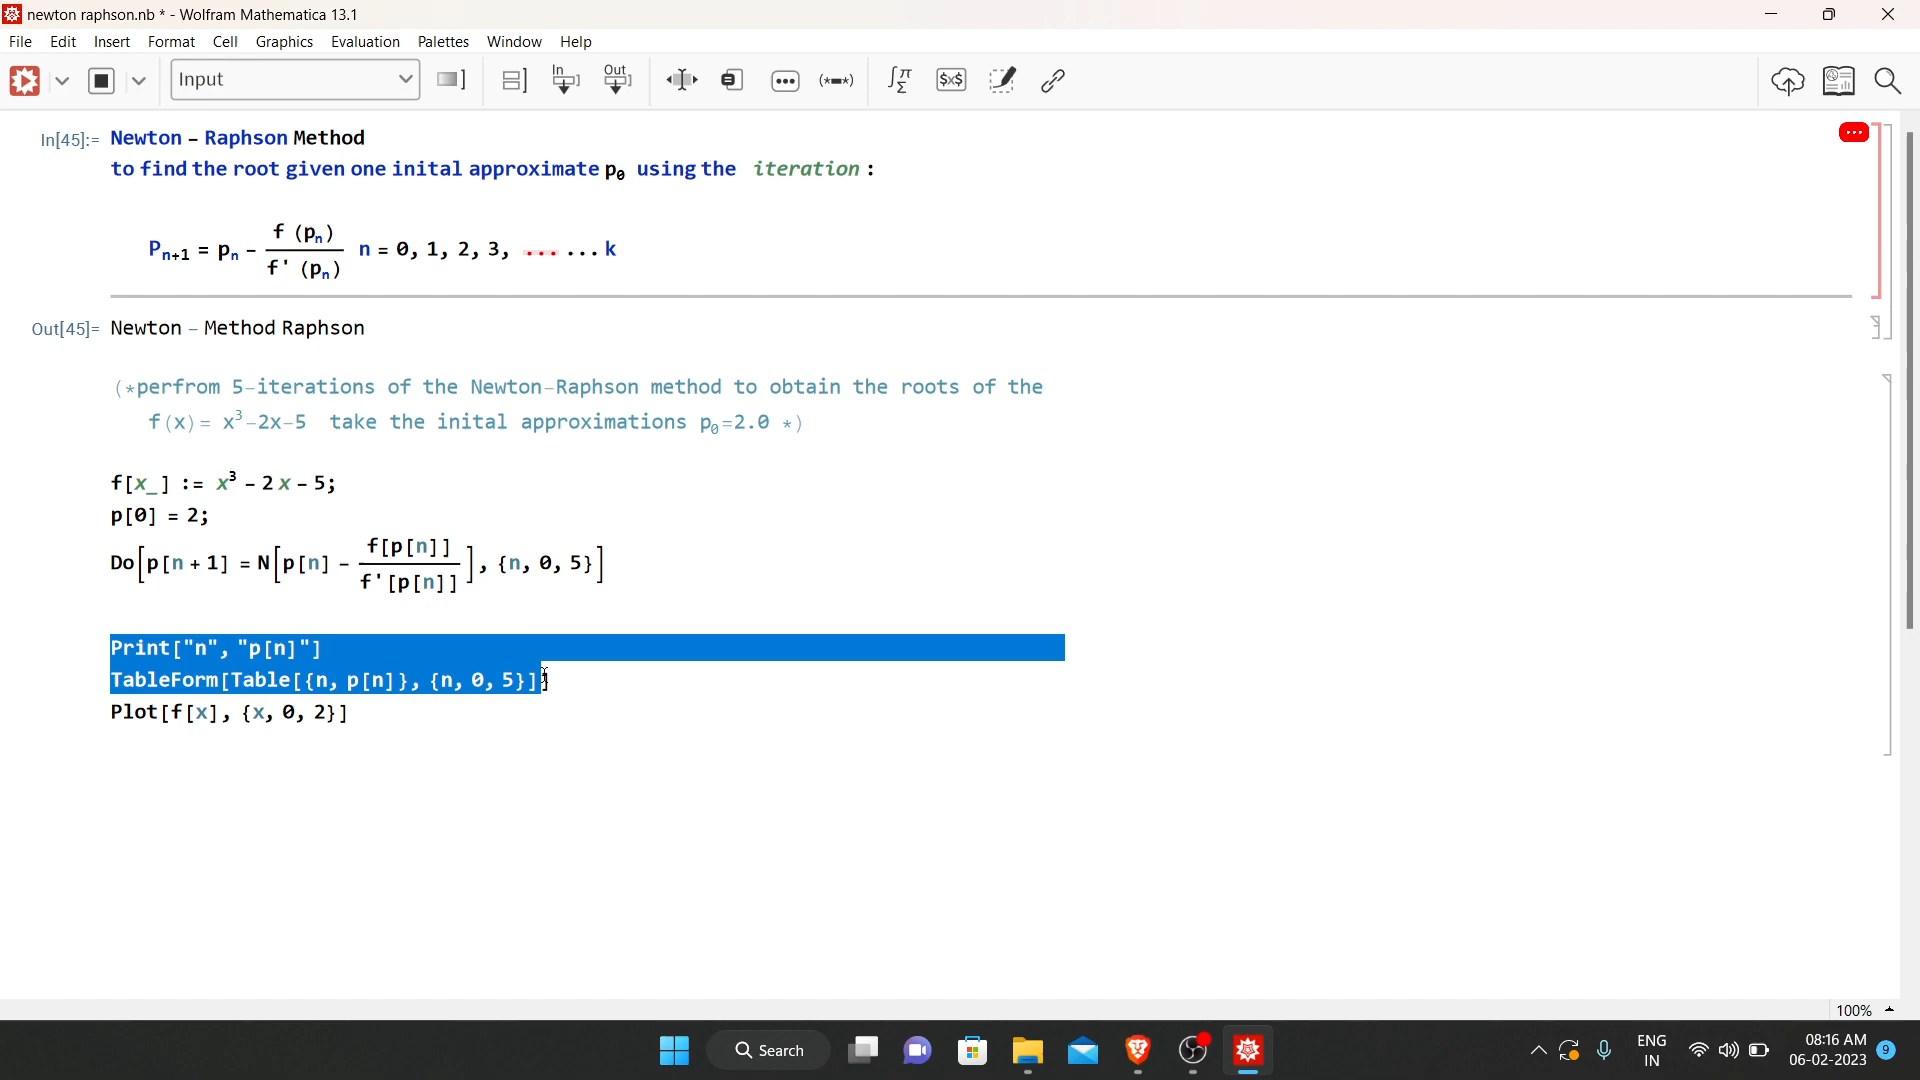 newton raphson.nb * - Wolfram Mathematica 13.1
File Edit Insert Format Cell Graphics Evaluation Palettes Window Help
Input In Out (*▪▪*) ∫π Σ $x$
In[45]:= Newton – Raphson Method
to find the root given one inital approximate p₀ using the iteration :
Pₙ₊₁ = pₙ - f (pₙ) / f' (pₙ) n = 0, 1, 2, 3, ... ... k
Out[45]= Newton – Method Raphson
(*perfrom 5-iterations of the Newton-Raphson method to obtain the roots of the
f(x)= x³-2x-5 take the inital approximations p₀=2.0 *)
f[x_] := x³ - 2 x - 5;
p[0] = 2;
Do[p[n + 1] = N[p[n] - f[p[n]] / f'[p[n]]], {n, 0, 5}]
Print["n", "p[n]"]
TableForm[Table[{n, p[n]}, {n, 0, 5}]]
Plot[f[x], {x, 0, 2}]
100%
Search
ENG
IN
08:16 AM
06-02-2023
9